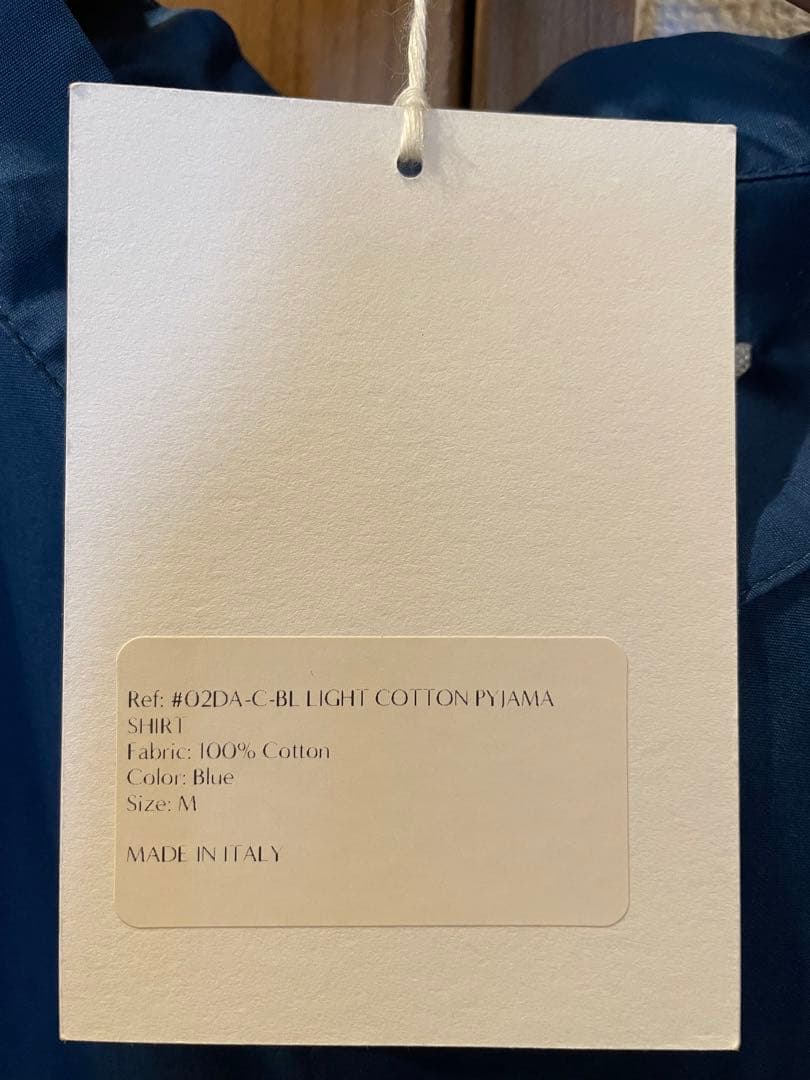 Ref: #02DA-C-BL LIGHT COTTON PYJAMA
SHIRT
Fabric: 100% Cotton
Color: Blue
Size: M
MADE IN ITALY